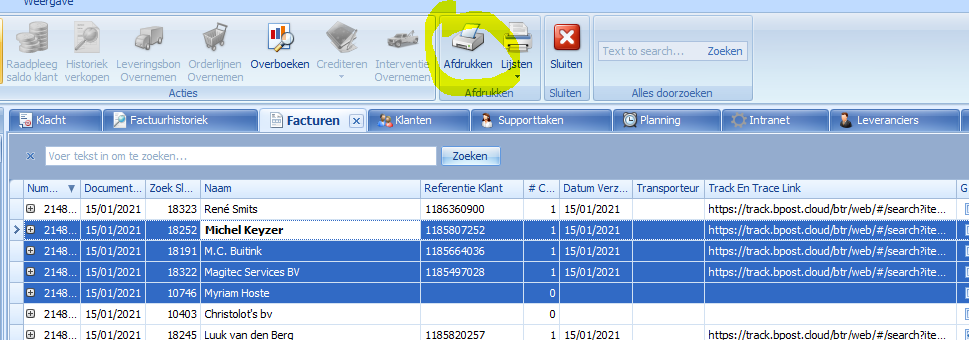 Weergave
Raadpleeg saldo klant
Historiek verkopen
Leveringsbon Overnemen
Orderlijnen Overnemen
Overboeken
Crediteren
Interventie Overnemen
Afdrukken
Lijsten
Sluiten
Text to search...
Zoeken
Acties
Afdrukken
Sluiten
Alles doorzoeken
Klacht
Factuurhistoriek
Facturen
Klanten
Supporttaken
Planning
Intranet
Leveranciers
Voer tekst in om te zoeken...
Zoeken
Num... Document... Zoek Sl... Naam Referentie Klant # C... Datum Verz... Transporteur Track En Trace Link G
2148... 15/01/2021 18323 René Smits 1186360900 1 15/01/2021 https://track.bpost.cloud/btr/web/#/search?ite...
2148... 15/01/2021 18252 Michel Keyzer 1185807252 1 15/01/2021 https://track.bpost.cloud/btr/web/#/search?ite...
2148... 15/01/2021 18191 M.C. Buitink 1185664036 1 15/01/2021 https://track.bpost.cloud/btr/web/#/search?ite...
2148... 15/01/2021 18322 Magitec Services BV 1185497028 1 15/01/2021 https://track.bpost.cloud/btr/web/#/search?ite...
2148... 15/01/2021 10746 Myriam Hoste 0
2148... 15/01/2021 10403 Christolot's bv 0
2148... 15/01/2021 18245 Luuk van den Berg 1185820257 1 15/01/2021 https://track.bpost.cloud/btr/web/#/search?ite...